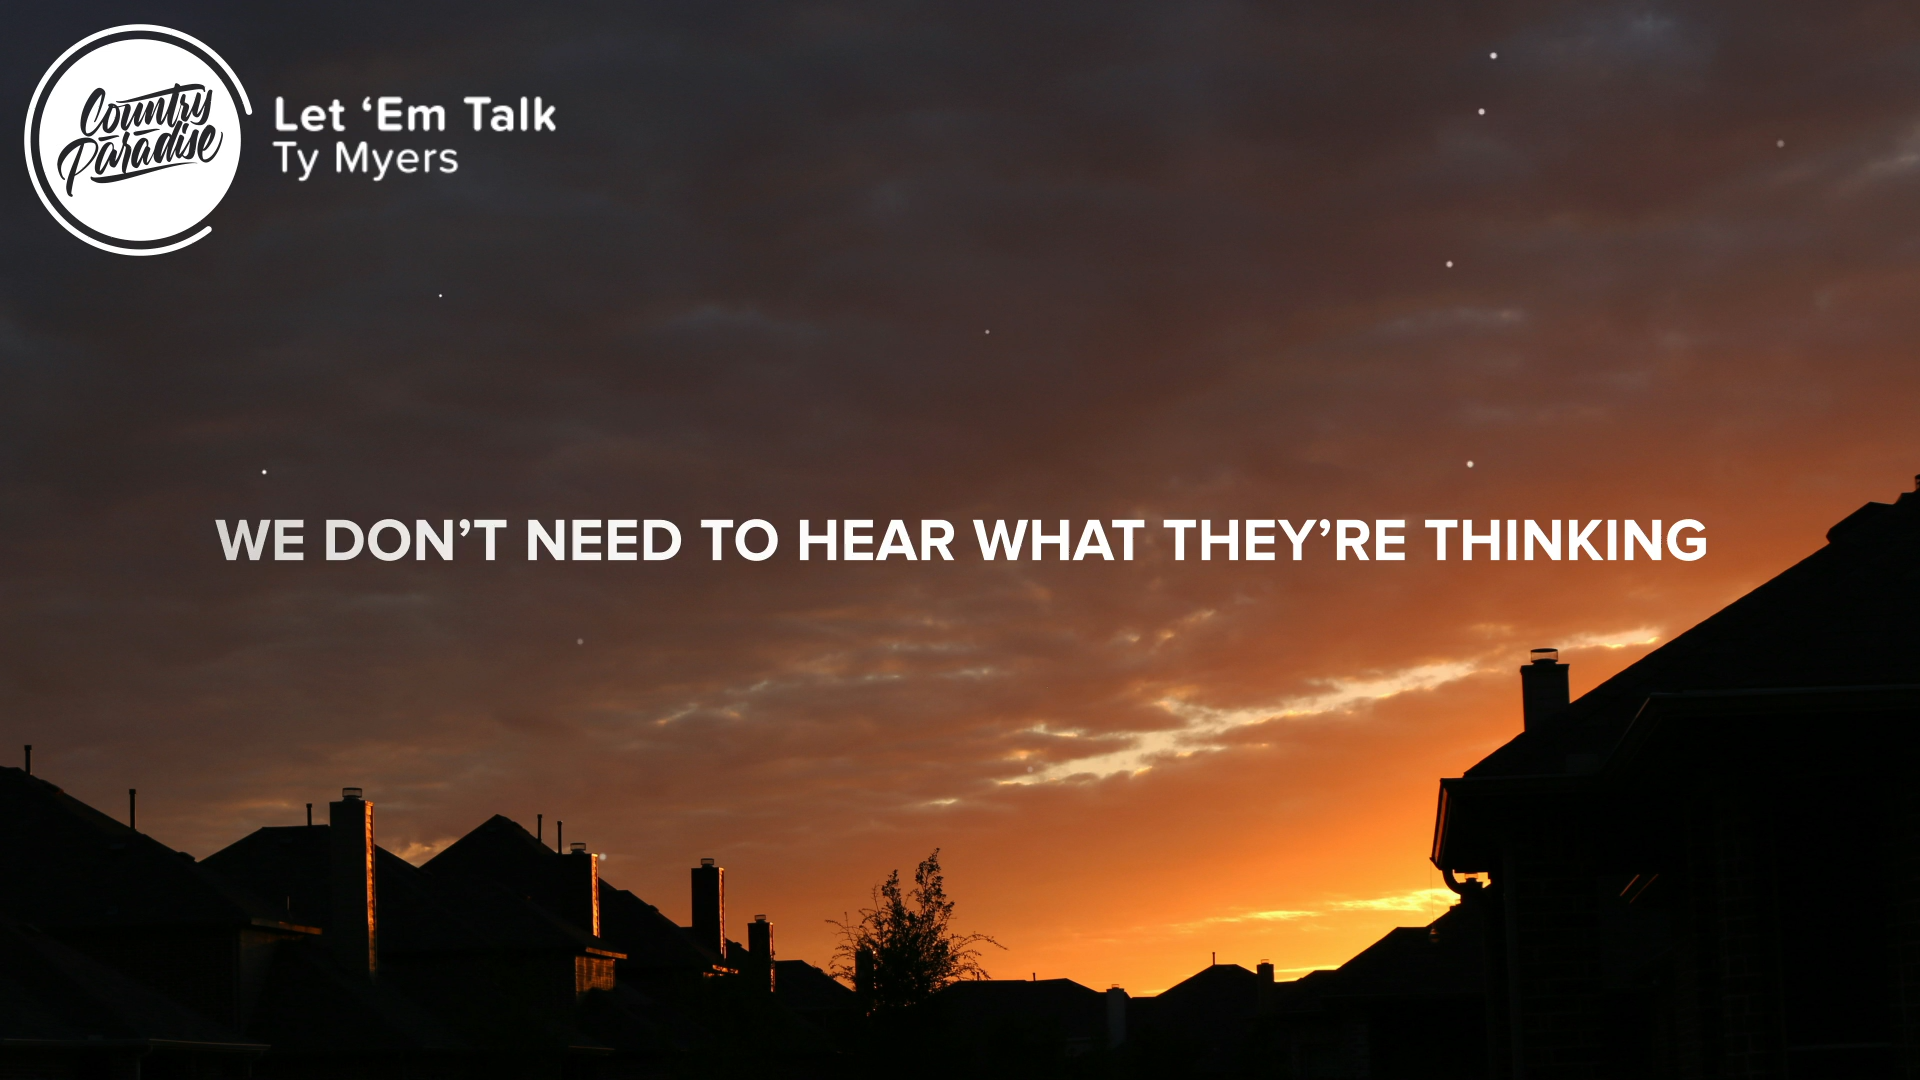 Country
Paradise
Let ‘Em Talk
Ty Myers
WE DON’T NEED TO HEAR WHAT THEY’RE THINKING